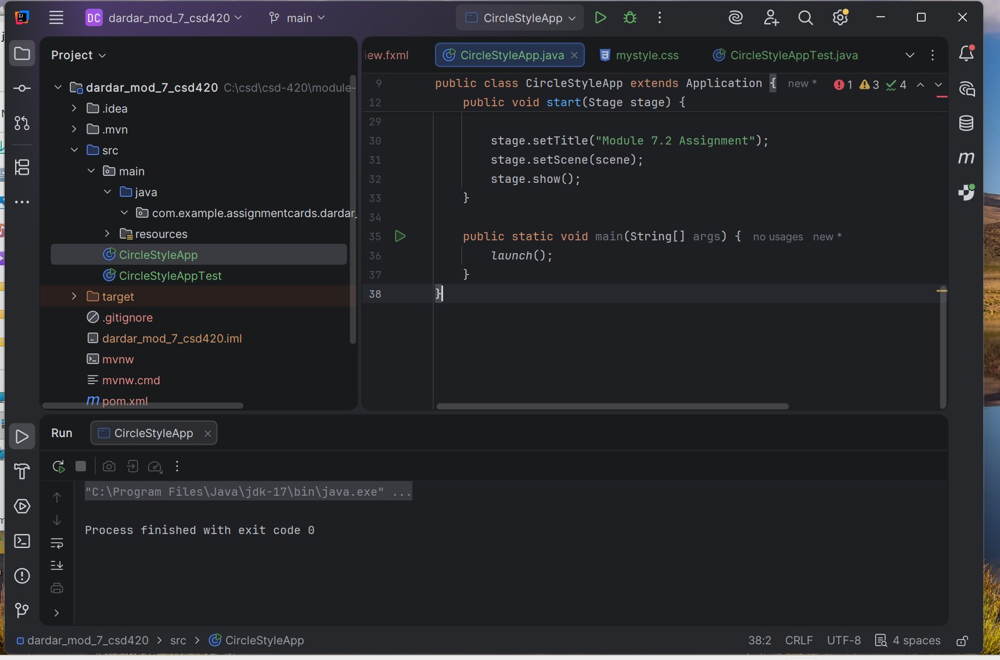 DC dardar_mod_7_csd420
main
CircleStyleApp
Project
dardar_mod_7_csd420 C:\csd\csd-420\module-
.idea
.mvn
src
main
java
com.example.assignmentcards.dardar_
resources
CircleStyleApp
CircleStyleAppTest
target
.gitignore
dardar_mod_7_csd420.iml
mvnw
mvnw.cmd
pom.xml
iew.fxml CircleStyleApp.java mystyle.css CircleStyleAppTest.java
9 public class CircleStyleApp extends Application { new * 1 3 4
12 public void start(Stage stage) {
29
30 stage.setTitle("Module 7.2 Assignment");
31 stage.setScene(scene);
32 stage.show();
33 }
34
35 public static void main(String[] args) { no usages new *
36 launch();
37 }
38 }
Run CircleStyleApp
"C:\Program Files\Java\jdk-17\bin\java.exe" ...
Process finished with exit code 0
dardar_mod_7_csd420 > src > CircleStyleApp
38:2 CRLF UTF-8 4 spaces